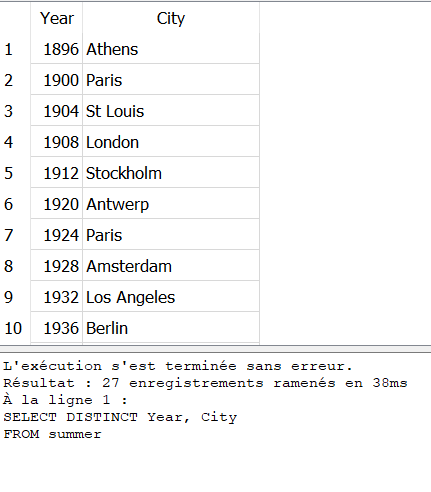 Year City
1 1896 Athens
2 1900 Paris
3 1904 St Louis
4 1908 London
5 1912 Stockholm
6 1920 Antwerp
7 1924 Paris
8 1928 Amsterdam
9 1932 Los Angeles
10 1936 Berlin
L'exécution s'est terminée sans erreur.
Résultat : 27 enregistrements ramenés en 38ms
À la ligne 1 :
SELECT DISTINCT Year, City
FROM summer